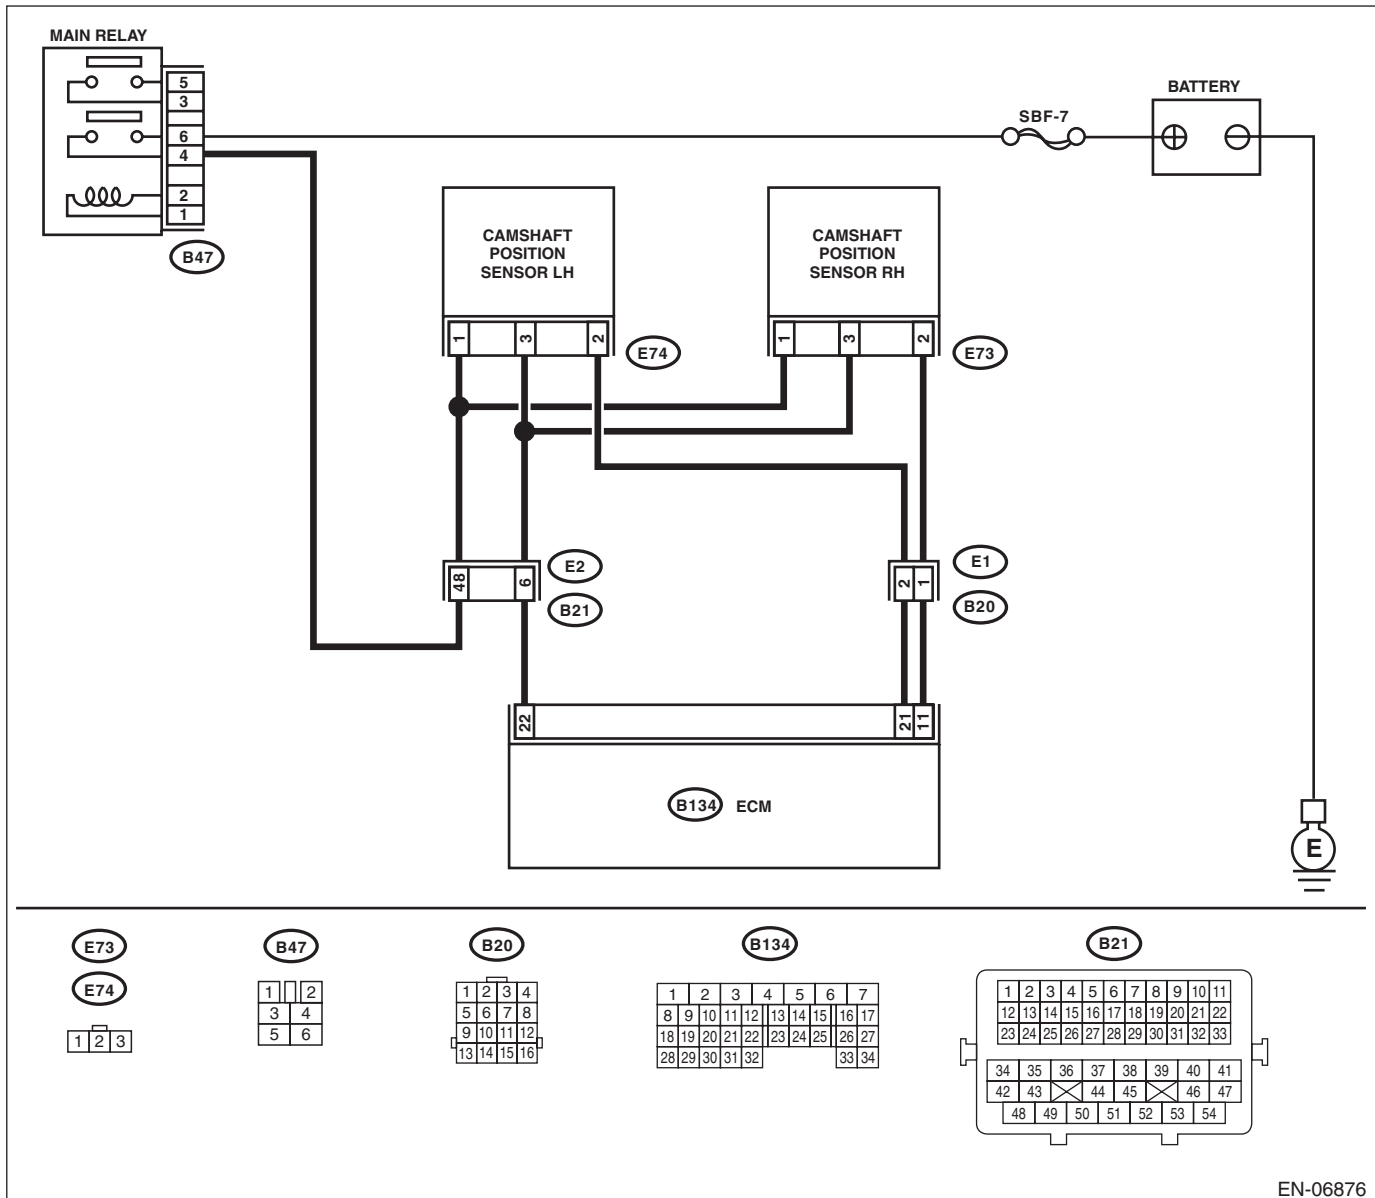 MAIN RELAY
5
3
6
4
2
1
B47
SBF-7
BATTERY
CAMSHAFT
POSITION
SENSOR LH
CAMSHAFT
POSITION
SENSOR RH
1 3 2
E74
1 3 2
E73
48 6
E2
B21
2 1
E1
B20
22 21 11
B134 ECM
E
E73
E74
1 2 3
B47
1 2
3 4
5 6
B20
1 2 3 4
5 6 7 8
9 10 11 12
13 14 15 16
B134
1 2 3 4 5 6 7
8 9 10 11 12 13 14 15 16 17
18 19 20 21 22 23 24 25 26 27
28 29 30 31 32 33 34
B21
1 2 3 4 5 6 7 8 9 10 11
12 13 14 15 16 17 18 19 20 21 22
23 24 25 26 27 28 29 30 31 32 33
34 35 36 37 38 39 40 41
42 43 44 45 46 47
48 49 50 51 52 53 54
EN-06876